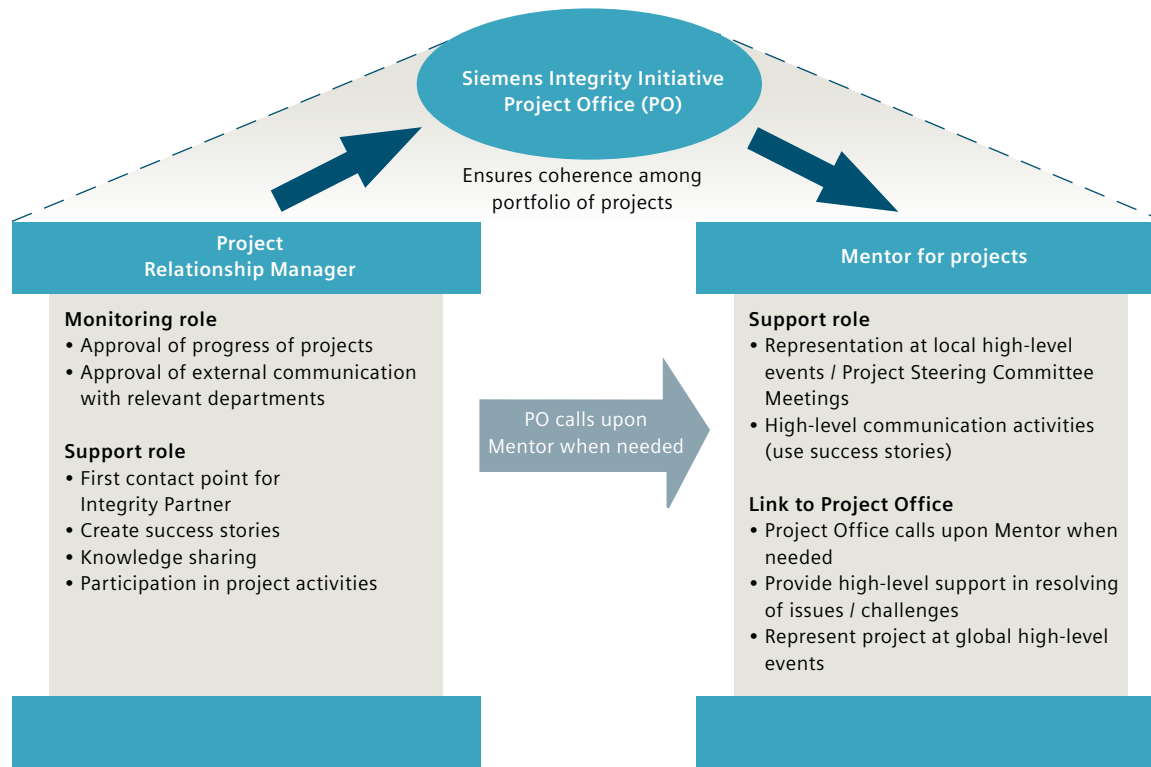 Siemens Integrity Initiative
Project Office (PO)
Ensures coherence among
portfolio of projects
Project
Relationship Manager
Monitoring role
• Approval of progress of projects
• Approval of external communication
with relevant departments
Support role
• First contact point for
Integrity Partner
• Create success stories
• Knowledge sharing
• Participation in project activities
PO calls upon
Mentor when needed
Mentor for projects
Support role
• Representation at local high-level
events / Project Steering Committee
Meetings
• High-level communication activities
(use success stories)
Link to Project Office
• Project Office calls upon Mentor when
needed
• Provide high-level support in resolving
of issues / challenges
• Represent project at global high-level
events